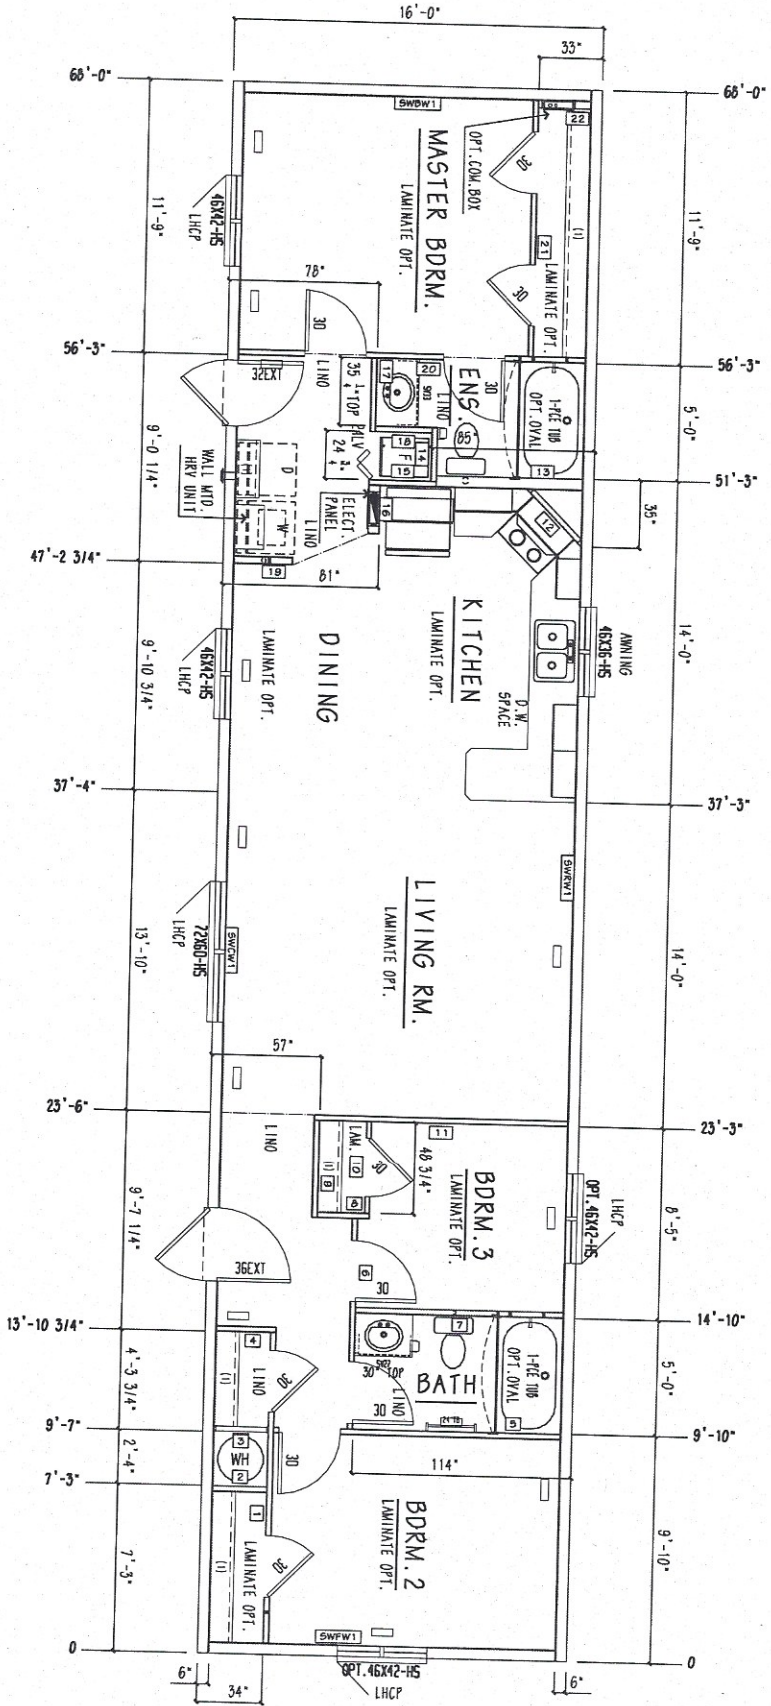 16'-0"
33"
68'-0"
68'-0"
SWBW1
22
OPT.COM.BOX
30
MASTER BDRM.
LAMINATE OPT.
(1)
21
LAMINATE OPT.
30
11'-9"
11'-9"
46X42-HS
LHCP
78"
30
56'-3"
56'-3"
32EXT
LINO
35 1/4" TOP
17
20
LINO
ENS.
30
85"
1-PCE TUB
OPT.OVAL
13
5'-0"
9'-0 1/4"
WALL MTD.
HRV UNIT
D
W
LINO
24LV
24 3/4"
18
14
F
15
ELECT.
PANEL
16
51'-3"
35"
12
47'-2 3/4"
19
81"
KITCHEN
LAMINATE OPT.
D.W.
SPACE
AWNING
46X36-HS
14'-0"
DINING
LAMINATE OPT.
46X42-HS
LHCP
9'-10 3/4"
37'-4"
37'-3"
LIVING RM.
LAMINATE OPT.
SWRW1
SWCW1
72X60-HS
LHCP
13'-10"
14'-0"
57"
23'-6"
23'-3"
LINO
LAM.
10
(1)
8
8
30
11
48 3/4"
BDRM.3
LAMINATE OPT.
OPT.46X42-HS
LHCP
8'-5"
9'-7 1/4"
36EXT
6
30
13'-10 3/4"
14'-10"
4
LINO
(1)
30
30" TOP
LINO
30
7
BATH
1-PCE TUB
OPT.OVAL
5
5'-0"
4'-3 3/4"
9'-7"
9'-10"
3
WH
2
30
2'-4"
7'-3"
114"
1
LAMINATE OPT.
(1)
30
BDRM.2
LAMINATE OPT.
7'-3"
9'-10"
SWFW1
0
0
6"
34"
OPT.46X42-HS
LHCP
6"